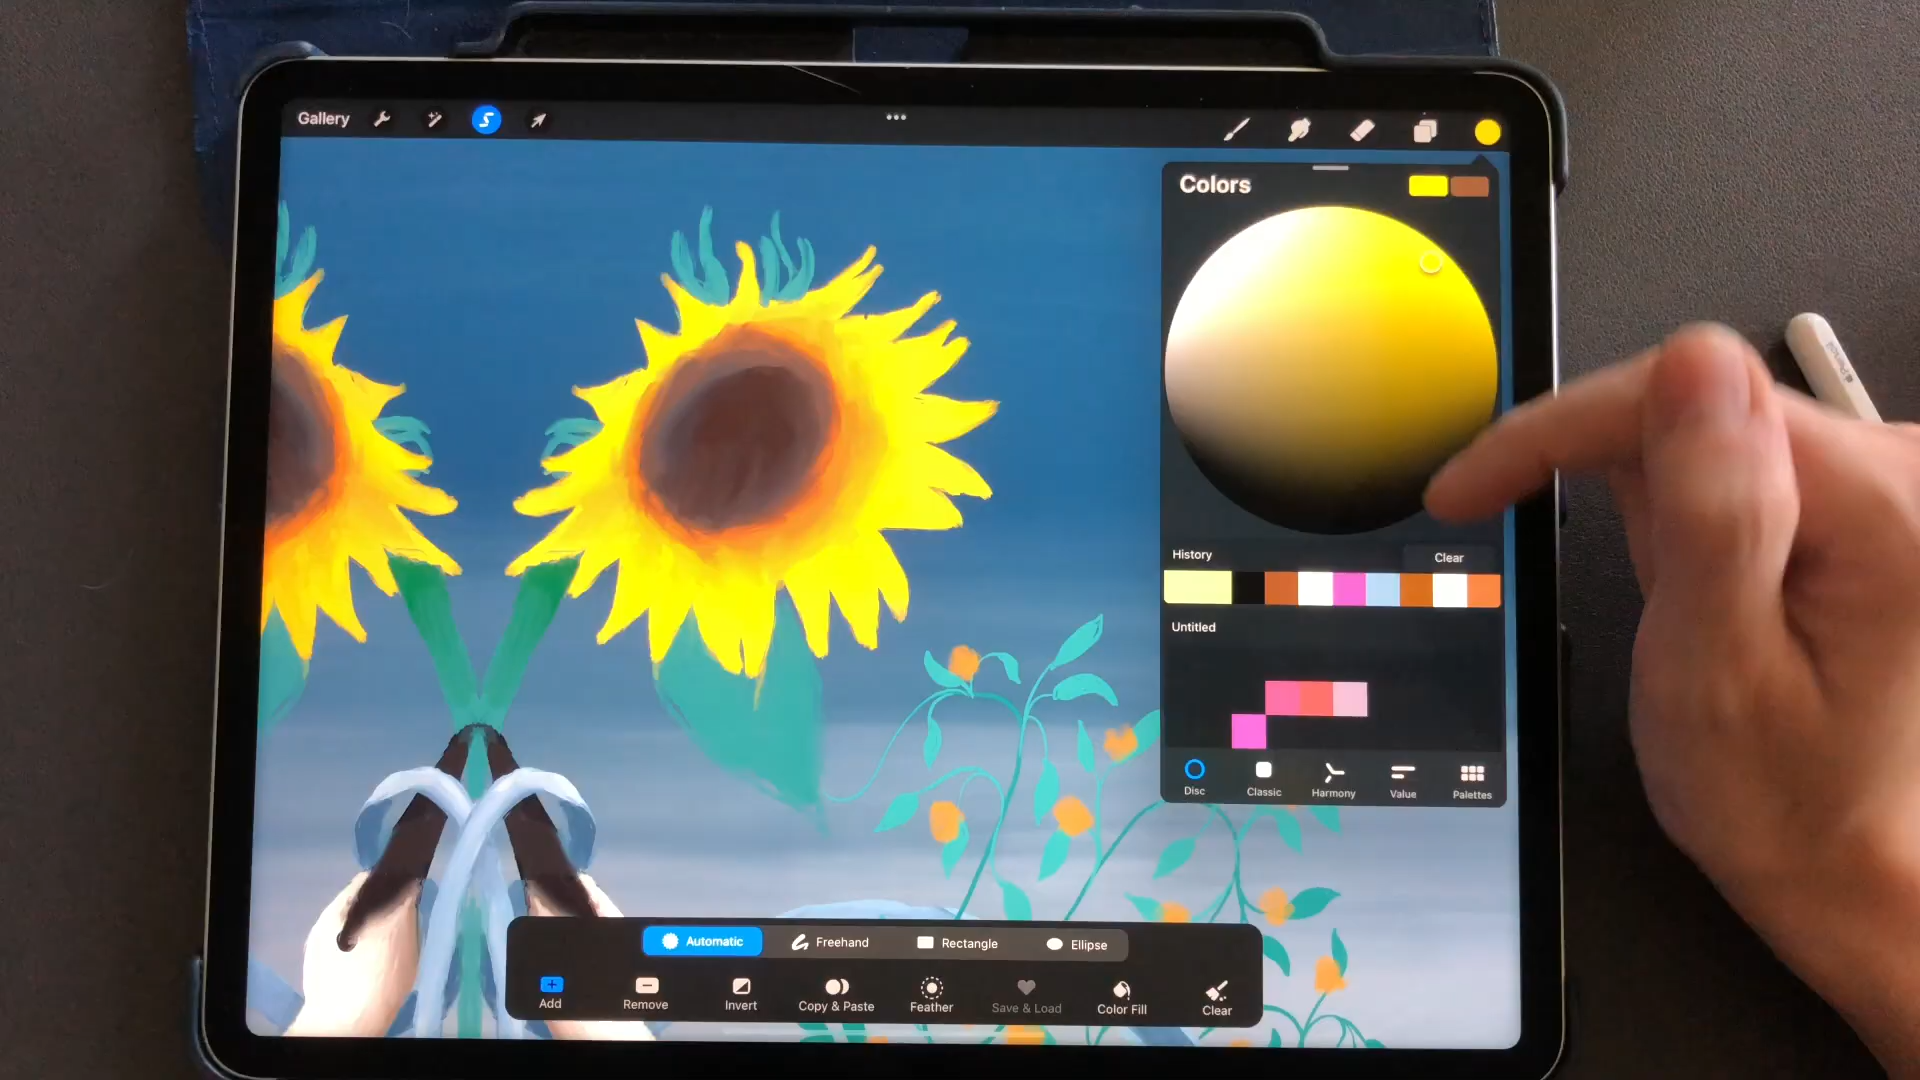 Gallery
Colors
History
Clear
Untitled
Disc
Classic
Harmony
Value
Palettes
Automatic
Freehand
Rectangle
Ellipse
Add
Remove
Invert
Copy & Paste
Feather
Save & Load
Color Fill
Clear
Pencil